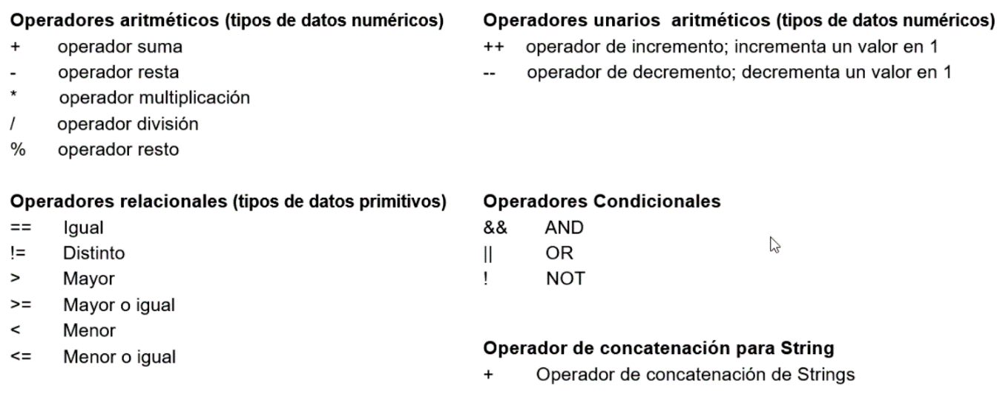 Operadores aritméticos (tipos de datos numéricos)
+ operador suma
- operador resta
* operador multiplicación
/ operador división
% operador resto
Operadores unarios aritméticos (tipos de datos numéricos)
++ operador de incremento; incrementa un valor en 1
-- operador de decremento; decrementa un valor en 1
Operadores relacionales (tipos de datos primitivos)
== Igual
!= Distinto
> Mayor
>= Mayor o igual
< Menor
<= Menor o igual
Operadores Condicionales
&& AND
|| OR
! NOT
Operador de concatenación para String
+ Operador de concatenación de Strings